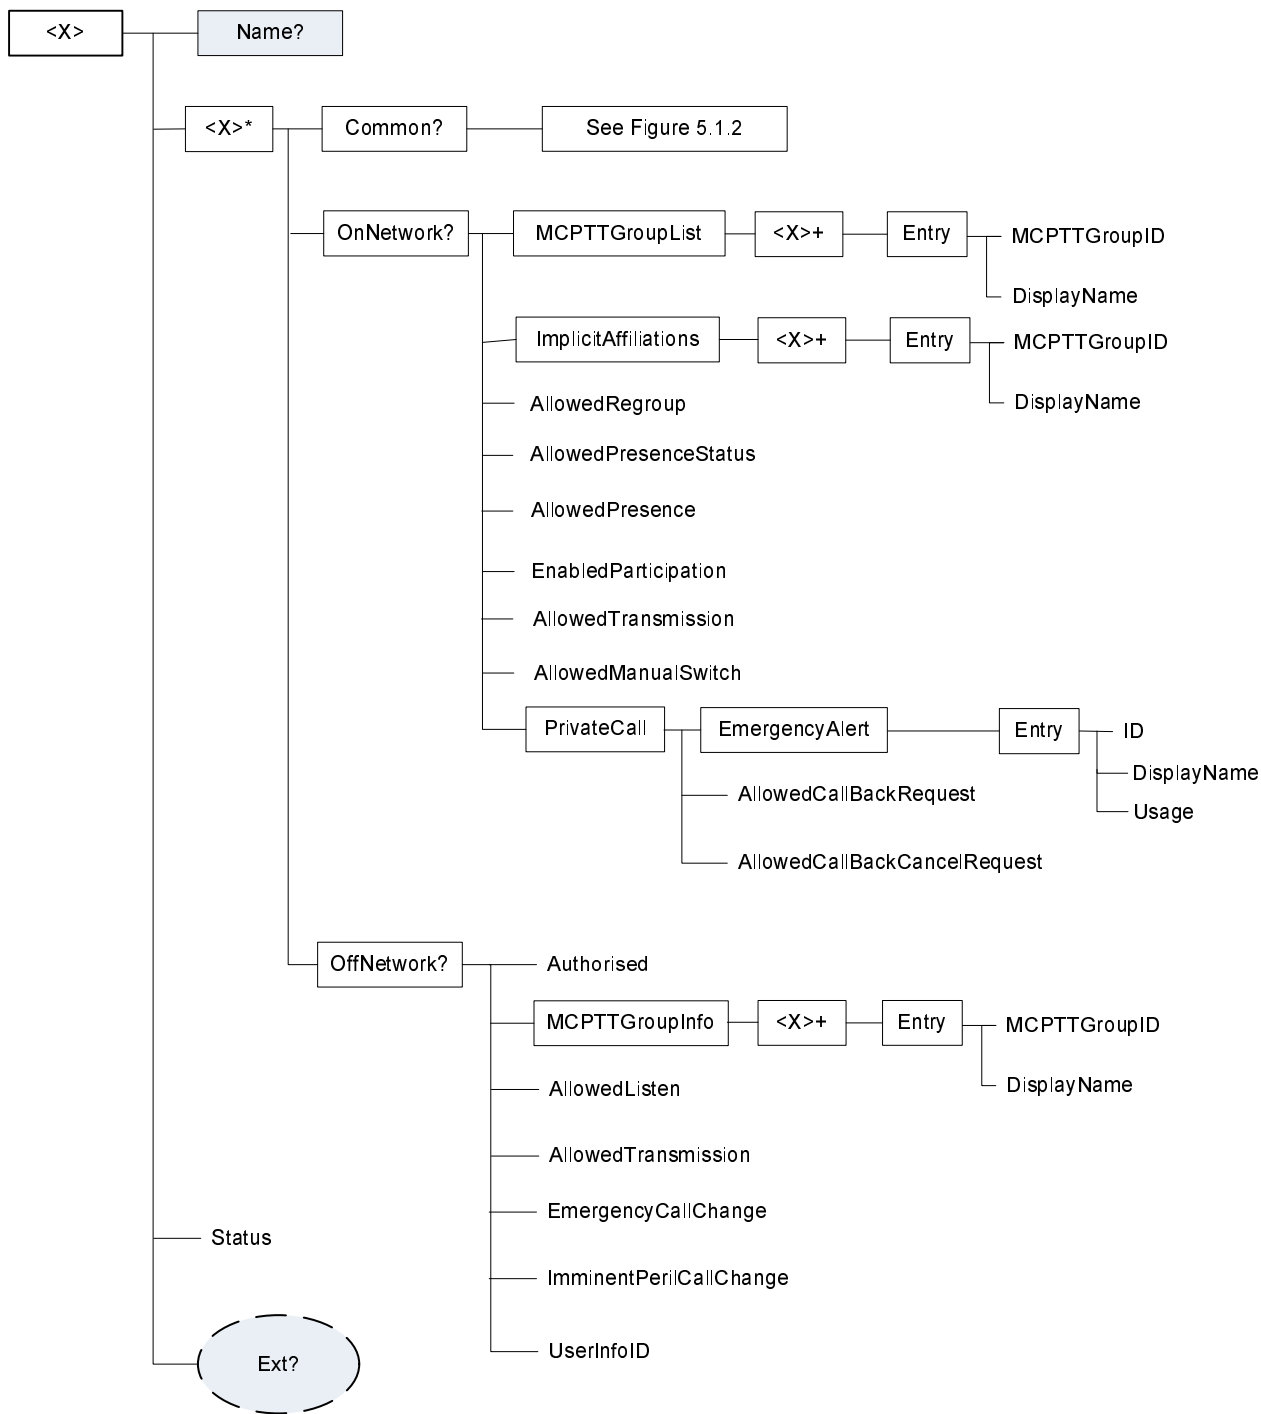 <X>
Name?
<X>*
Common?
See Figure 5.1.2
OnNetwork?
MCPTTGroupList
<X>+
Entry
MCPTTGroupID
DisplayName
ImplicitAffiliations
<X>+
Entry
MCPTTGroupID
DisplayName
AllowedRegroup
AllowedPresenceStatus
AllowedPresence
EnabledParticipation
AllowedTransmission
AllowedManualSwitch
PrivateCall
EmergencyAlert
Entry
ID
DisplayName
Usage
AllowedCallBackRequest
AllowedCallBackCancelRequest
OffNetwork?
Authorised
MCPTTGroupInfo
<X>+
Entry
MCPTTGroupID
DisplayName
AllowedListen
AllowedTransmission
EmergencyCallChange
ImminentPerilCallChange
UserInfoID
Status
Ext?